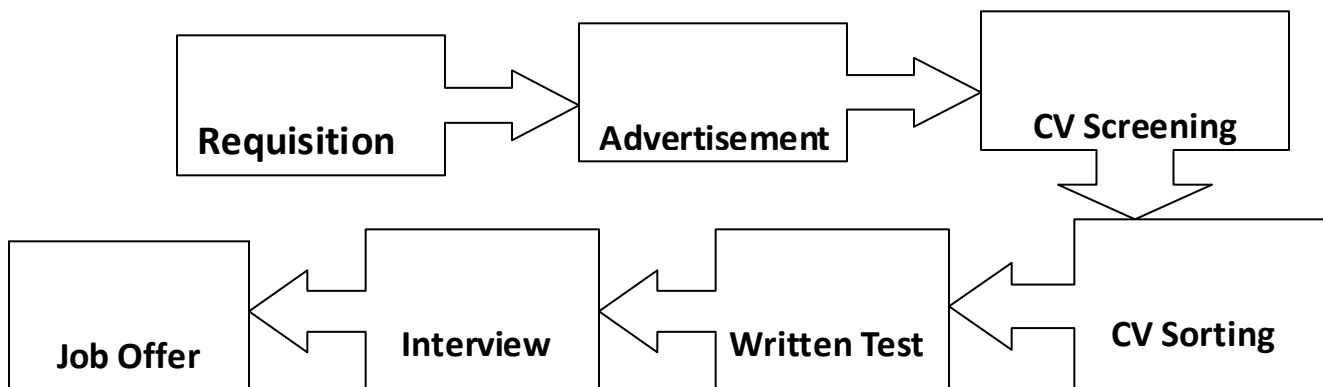 Requisition
Advertisement
CV Screening
CV Sorting
Written Test
Interview
Job Offer